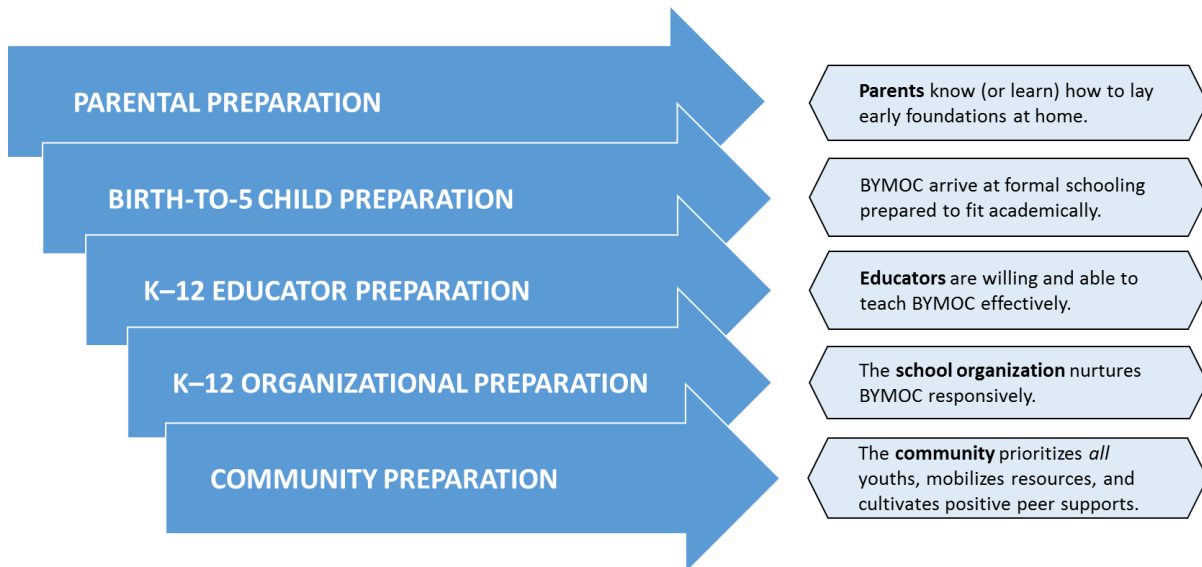 PARENTAL PREPARATION
Parents know (or learn) how to lay
early foundations at home.
BIRTH-TO-5 CHILD PREPARATION
BYMOC arrive at formal schooling
prepared to fit academically.
K–12 EDUCATOR PREPARATION
Educators are willing and able to
teach BYMOC effectively.
K–12 ORGANIZATIONAL PREPARATION
The school organization nurtures
BYMOC responsively.
COMMUNITY PREPARATION
The community prioritizes all
youths, mobilizes resources, and
cultivates positive peer supports.